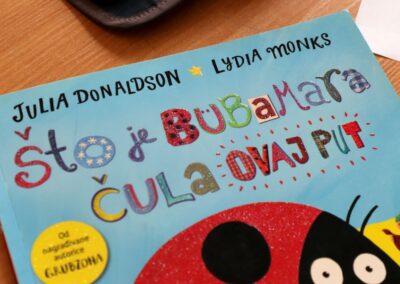 JULIA DONALDSON ★ LYDIA MONKS
Što je BUBAMARA
ČULA OVAJ PUT
Od
nagrađivane
autorice
GRUBZONA